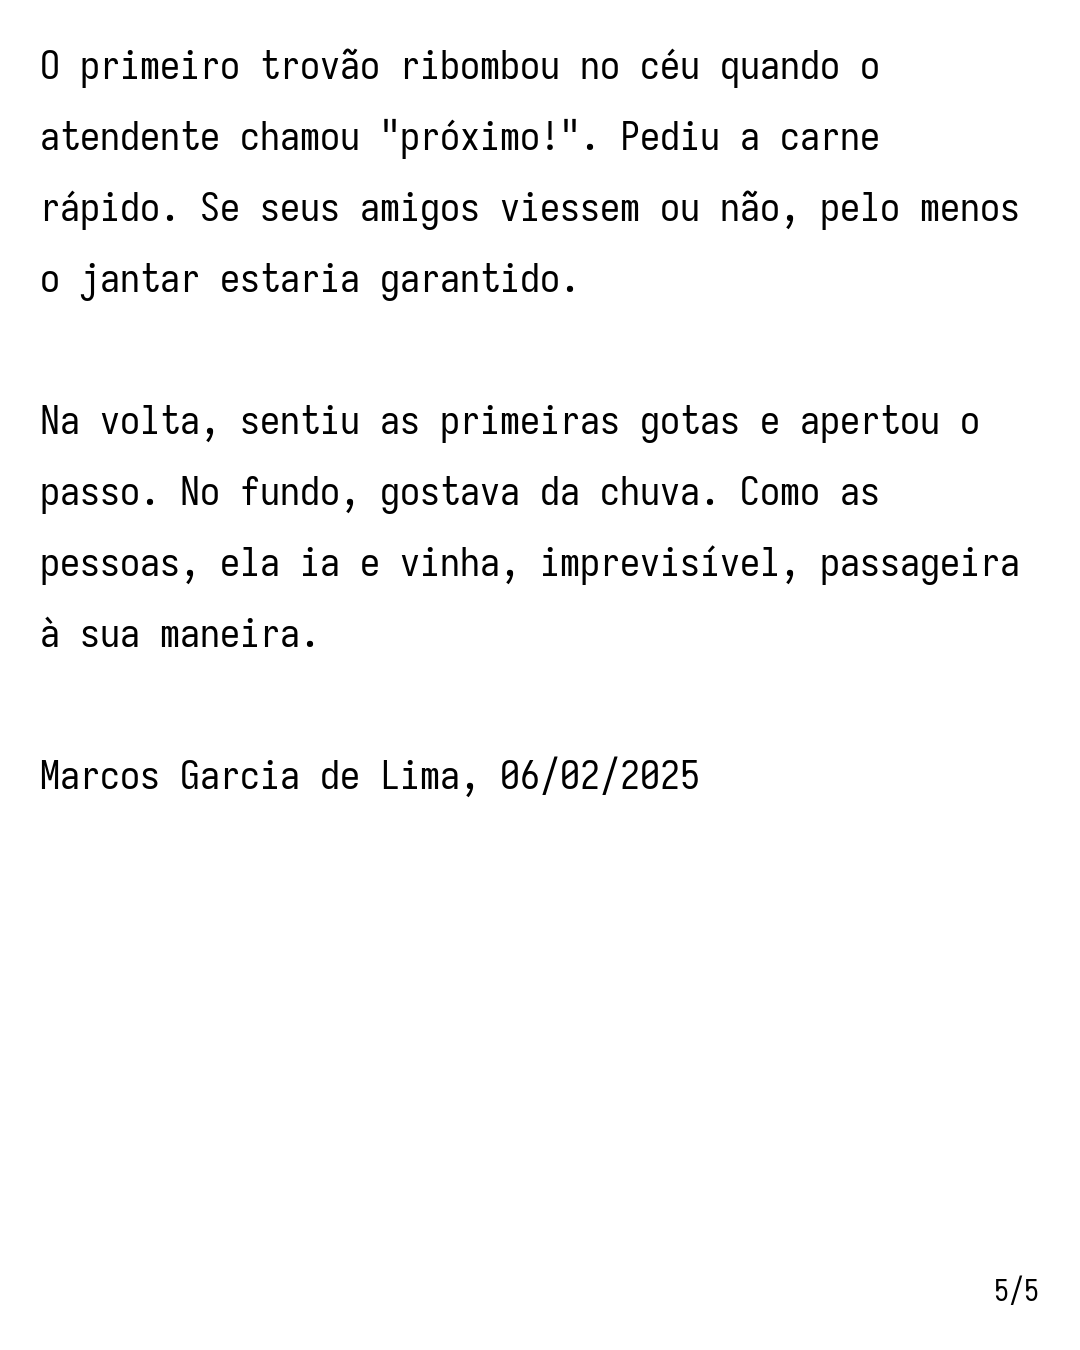 O primeiro trovão ribombou no céu quando o
atendente chamou "próximo!". Pediu a carne
rápido. Se seus amigos viessem ou não, pelo menos
o jantar estaria garantido.
Na volta, sentiu as primeiras gotas e apertou o
passo. No fundo, gostava da chuva. Como as
pessoas, ela ia e vinha, imprevisível, passageira
à sua maneira.
Marcos Garcia de Lima, 06/02/2025
5/5